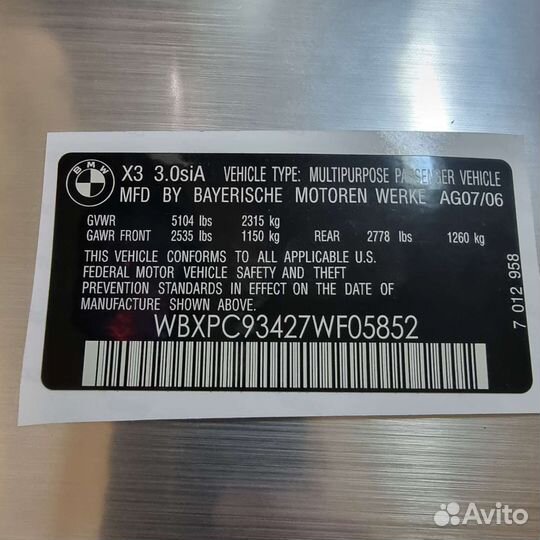 BMW
X3 3.0siA VEHICLE TYPE: MULTIPURPOSE PASSENGER VEHICLE
MFD BY BAYERISCHE MOTOREN WERKE AG07/06
GVWR 5104 lbs 2315 kg
GAWR FRONT 2535 lbs 1150 kg REAR 2778 lbs 1260 kg
THIS VEHICLE CONFORMS TO ALL APPLICABLE U.S.
FEDERAL MOTOR VEHICLE SAFETY AND THEFT
PREVENTION STANDARDS IN EFFECT ON THE DATE OF
MANUFACTURE SHOWN ABOVE.
WBXPC93427WF05852
7 012 958
Avito